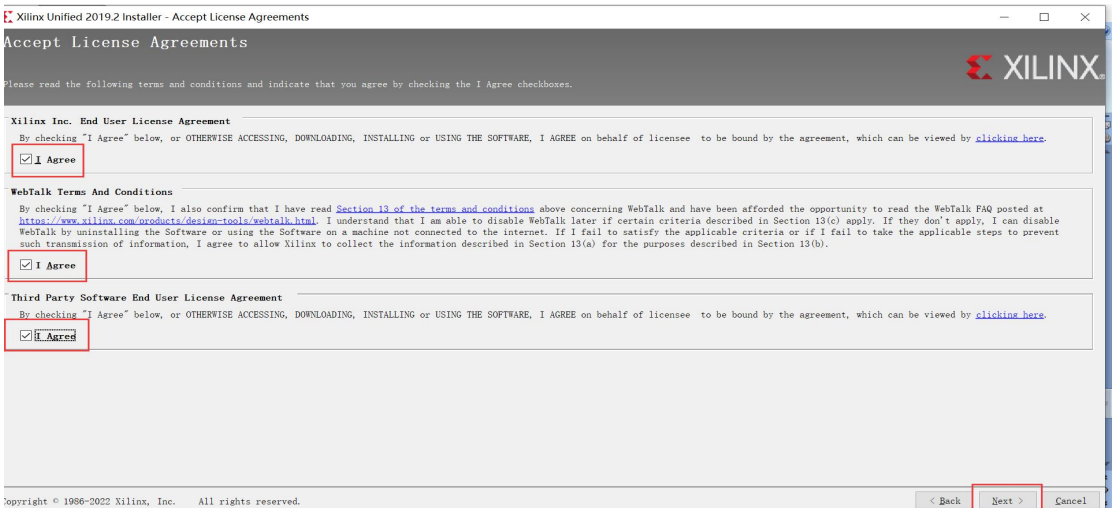 Xilinx Unified 2019.2 Installer - Accept License Agreements
Accept License Agreements
XILINX
Please read the following terms and conditions and indicate that you agree by checking the I Agree checkboxes.
Xilinx Inc. End User License Agreement
By checking "I Agree" below, or OTHERWISE ACCESSING, DOWNLOADING, INSTALLING or USING THE SOFTWARE, I AGREE on behalf of licensee to be bound by the agreement, which can be viewed by clicking here.
I Agree
WebTalk Terms And Conditions
By checking "I Agree" below, I also confirm that I have read Section 13 of the terms and conditions above concerning WebTalk and have been afforded the opportunity to read the WebTalk FAQ posted at
https://www.xilinx.com/products/design-tools/webtalk.html. I understand that I am able to disable WebTalk later if certain criteria described in Section 13(c) apply. If they don't apply, I can disable
WebTalk by uninstalling the Software or using the Software on a machine not connected to the internet. If I fail to satisfy the applicable criteria or if I fail to take the applicable steps to prevent
such transmission of information, I agree to allow Xilinx to collect the information described in Section 13(a) for the purposes described in Section 13(b).
I Agree
Third Party Software End User License Agreement
By checking "I Agree" below, or OTHERWISE ACCESSING, DOWNLOADING, INSTALLING or USING THE SOFTWARE, I AGREE on behalf of licensee to be bound by the agreement, which can be viewed by clicking here.
I Agree
Copyright © 1986-2022 Xilinx, Inc. All rights reserved.
< Back Next > Cancel